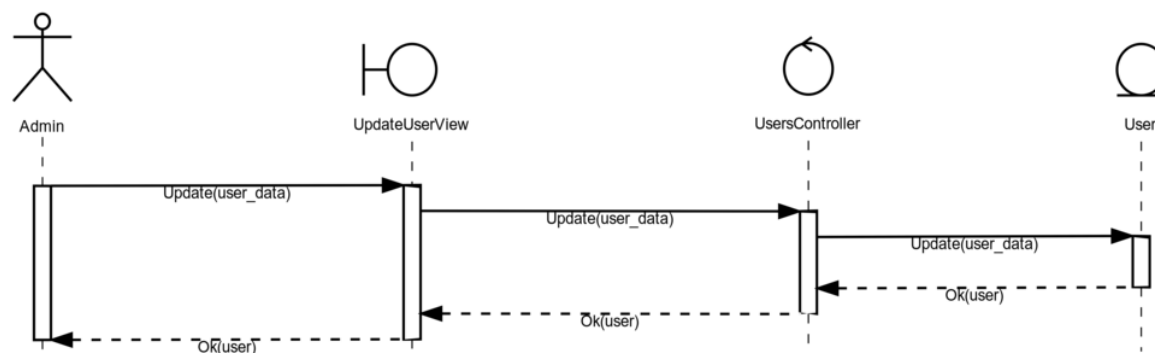 Admin
UpdateUserView
UsersController
User
Update(user_data)
Update(user_data)
Update(user_data)
Ok(user)
Ok(user)
Ok(user)